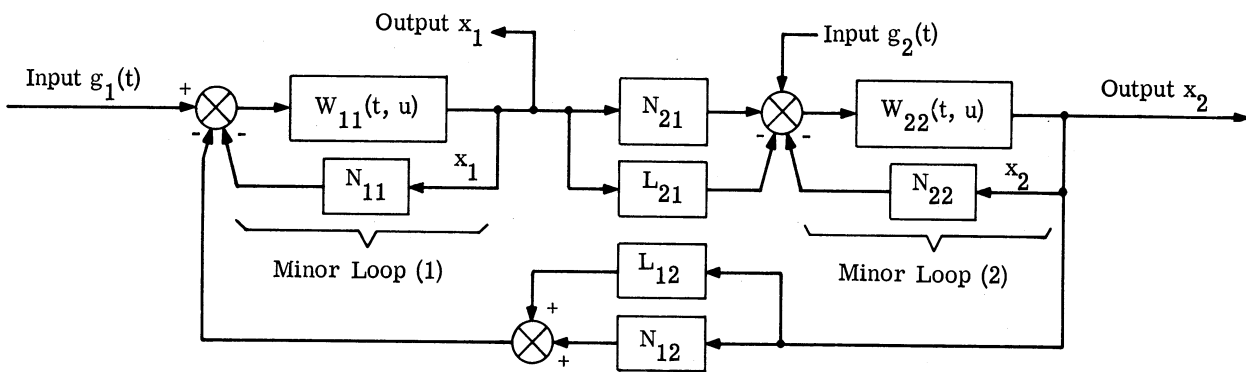 Output x₁
Input g₂(t)
Input g₁(t)
+
-
-
W₁₁(t, u)
N₂₁
-
-
W₂₂(t, u)
Output x₂
N₁₁
x₁
L₂₁
N₂₂
x₂
Minor Loop (1)
Minor Loop (2)
L₁₂
+
+
N₁₂